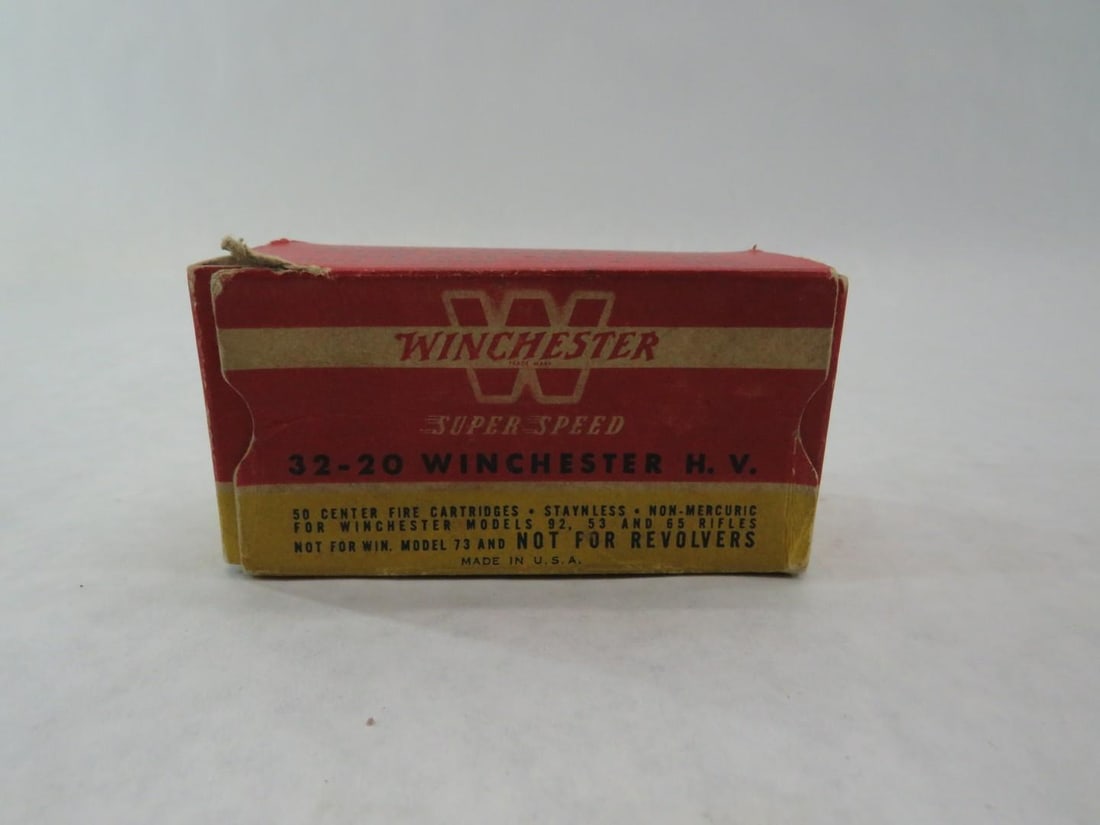 W
WINCHESTER
TRADE MARK
SUPER SPEED
32-20 WINCHESTER H. V.
50 CENTER FIRE CARTRIDGES • STAYNLESS • NON-MERCURIC
FOR WINCHESTER MODELS 92, 53 AND 65 RIFLES
NOT FOR WIN. MODEL 73 AND NOT FOR REVOLVERS
MADE IN U.S.A.